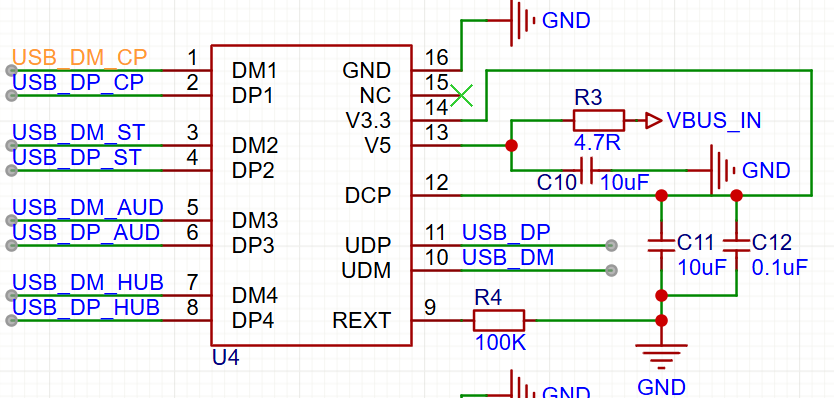 GND
USB_DM_CP 1 DM1 GND 16
USB_DP_CP 2 DP1 NC 15
V3.3 14 R3 VBUS_IN
4.7R
USB_DM_ST 3 DM2 V5 13
USB_DP_ST 4 DP2 C10 10uF GND
DCP 12
USB_DM_AUD 5 DM3
USB_DP_AUD 6 DP3 UDP 11 USB_DP C11 C12
UDM 10 USB_DM 10uF 0.1uF
USB_DM_HUB 7 DM4 R4
USB_DP_HUB 8 DP4 REXT 9
100K
U4
GND
GND